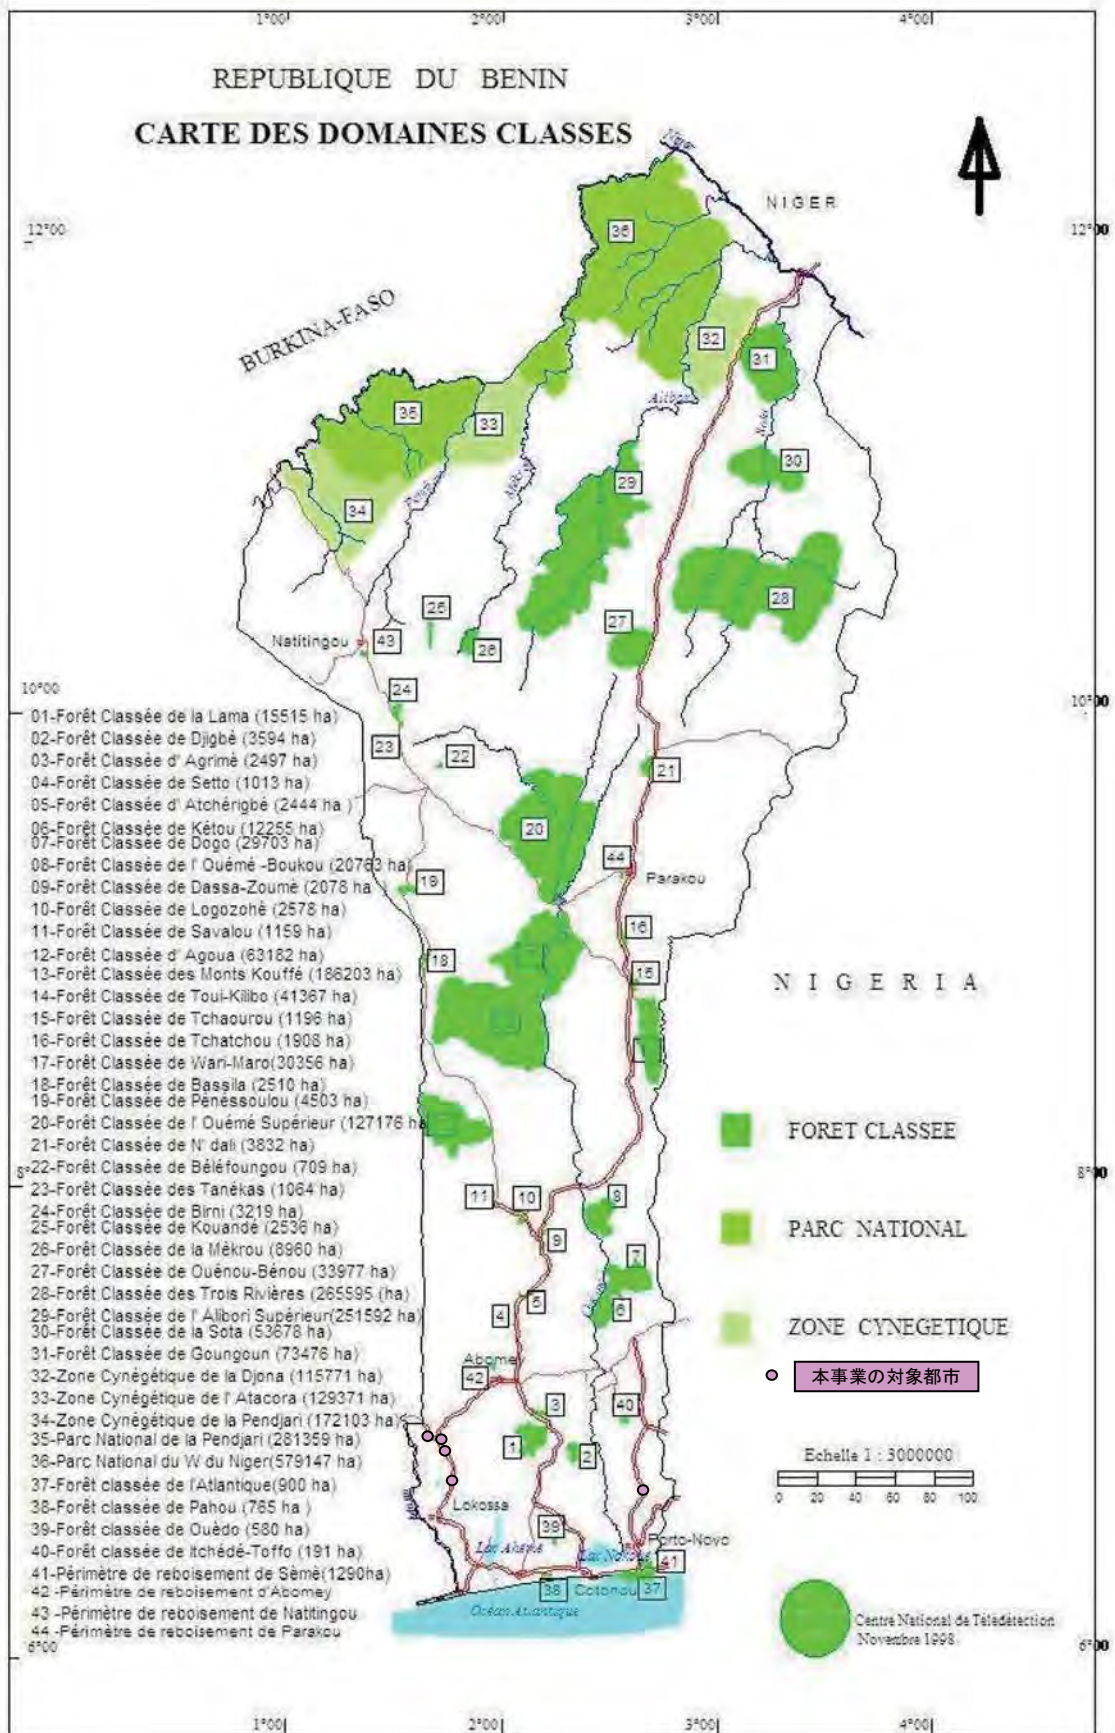 1°00 2°00 3°00 4°00
REPUBLIQUE DU BENIN
CARTE DES DOMAINES CLASSES
Niger
NIGER
12°00 12°00
36
BURKINA-FASO
32
31
35
33
Alibori
30
29
34
28
25
27
Natitingou
43
26
24
10°00 10°00
23
22
21
20
44
Parakou
19
16
18
15
N I G E R I A
01-Forêt Classée de la Lama (15515 ha)
02-Forêt Classée de Djigbé (3594 ha)
03-Forêt Classée d' Agrimé (2497 ha)
04-Forêt Classée de Setto (1013 ha)
05-Forêt Classée d' Atchérigbé (2444 ha )
06-Forêt Classée de Kétou (12255 ha)
07-Forêt Classée de Dogo (29703 ha)
08-Forêt Classée de l' Ouémé -Boukou (20763 ha)
09-Forêt Classée de Dassa-Zoumé (2078 ha
10-Forêt Classée de Logozohè (2578 ha)
11-Forêt Classée de Savalou (1159 ha)
12-Forêt Classée d' Agoua (63182 ha)
13-Forêt Classée des Monts Kouffé (186203 ha)
14-Forêt Classée de Toui-Kilibo (41367 ha)
15-Forêt Classée de Tchaourou (1196 ha)
16-Forêt Classée de Tchatchou (1908 ha)
17-Forêt Classée de Wari-Maro(30356 ha)
18-Forêt Classée de Bassila (2510 ha)
19-Forêt Classée de Pénéssoulou (4503 ha)
20-Forêt Classée de l' Ouémé Supérieur (127176 ha
21-Forêt Classée de N' dali (3832 ha)
22-Forêt Classée de Béléfoungou (709 ha)
23-Forêt Classée des Tanékas (1064 ha)
24-Forêt Classée de Birni (3219 ha)
25-Forêt Classée de Kouandé (2536 ha)
26-Forêt Classée de la Mékrou (8960 ha)
27-Forêt Classée de Ouénou-Bénou (33977 ha)
28-Forêt Classée des Trois Rivières (265595 (ha)
29-Forêt Classée de l' Alibori Supérieur(251592 ha)
30-Forêt Classée de la Sota (53678 ha)
31-Forêt Classée de Goungoun (73476 ha)
32-Zone Cynégétique de la Djona (115771 ha)
33-Zone Cynégétique de l' Atacora (129371 ha)
34-Zone Cynégétique de la Pendjari (172103 ha)
35-Parc National de la Pendjari (281359 ha)
36-Parc National du W du Niger(579147 ha)
37-Forêt classée de l'Atlantique(900 ha)
38-Forêt classée de Pahou (765 ha )
39-Forêt classée de Ouèdo (580 ha)
40-Forêt classée de Itchédé-Toffo (191 ha)
41-Périmètre de reboisement de Sèmè(1290ha)
42 -Périmètre de reboisement d'Abomey
43 -Périmètre de reboisement de Natitingou
44 -Périmètre de reboisement de Parakou
8° 8°00
FORET CLASSEE
PARC NATIONAL
ZONE CYNEGETIQUE
本事業の対象都市
11
10
8
9
7
5
4
6
Abome
42
3
40
1
2
Echelle 1 : 3000000
0 20 40 60 80 100
Lokossa
39
Porto-Novo
Lac Ahémé
Lac Nokoué
41
38
Cotonou
37
Océan Atlantique
Centre National de Télédétection
Novembre 1998
6°00 6°00
1°00 2°00 3°00 4°00